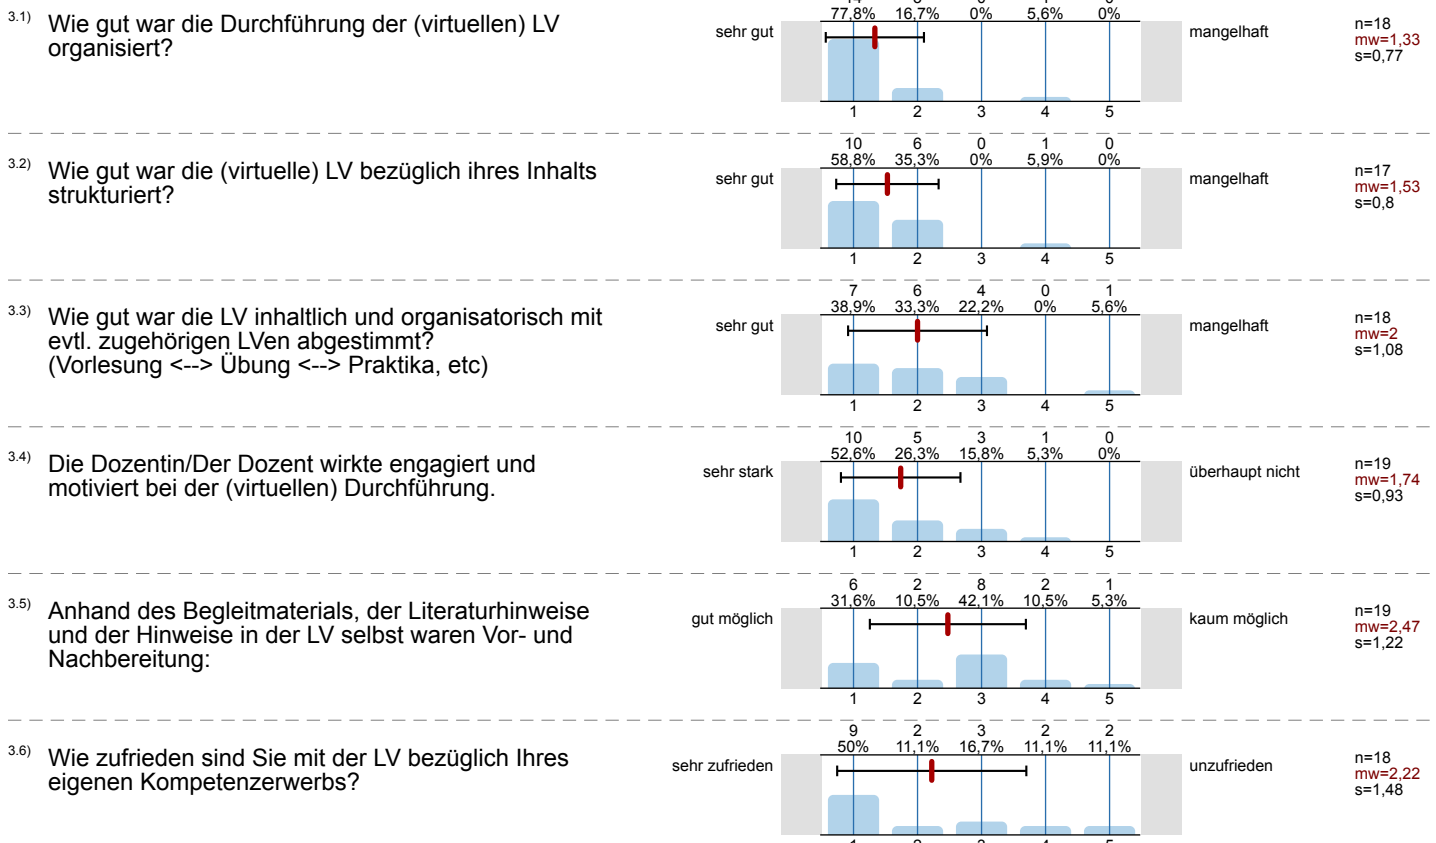 77,8% 16,7% 0% 5,6% 0%
3.1) Wie gut war die Durchführung der (virtuellen) LV
organisiert?
sehr gut
mangelhaft
n=18
mw=1,33
s=0,77
1 2 3 4 5
10 6 0 1 0
58,8% 35,3% 0% 5,9% 0%
3.2) Wie gut war die (virtuelle) LV bezüglich ihres Inhalts
strukturiert?
sehr gut
mangelhaft
n=17
mw=1,53
s=0,8
1 2 3 4 5
7 6 4 0 1
38,9% 33,3% 22,2% 0% 5,6%
3.3) Wie gut war die LV inhaltlich und organisatorisch mit
evtl. zugehörigen LVen abgestimmt?
(Vorlesung <--> Übung <--> Praktika, etc)
sehr gut
mangelhaft
n=18
mw=2
s=1,08
1 2 3 4 5
10 5 3 1 0
52,6% 26,3% 15,8% 5,3% 0%
3.4) Die Dozentin/Der Dozent wirkte engagiert und
motiviert bei der (virtuellen) Durchführung.
sehr stark
überhaupt nicht
n=19
mw=1,74
s=0,93
1 2 3 4 5
6 2 8 2 1
31,6% 10,5% 42,1% 10,5% 5,3%
3.5) Anhand des Begleitmaterials, der Literaturhinweise
und der Hinweise in der LV selbst waren Vor- und
Nachbereitung:
gut möglich
kaum möglich
n=19
mw=2,47
s=1,22
1 2 3 4 5
9 2 3 2 2
50% 11,1% 16,7% 11,1% 11,1%
3.6) Wie zufrieden sind Sie mit der LV bezüglich Ihres
eigenen Kompetenzerwerbs?
sehr zufrieden
unzufrieden
n=18
mw=2,22
s=1,48